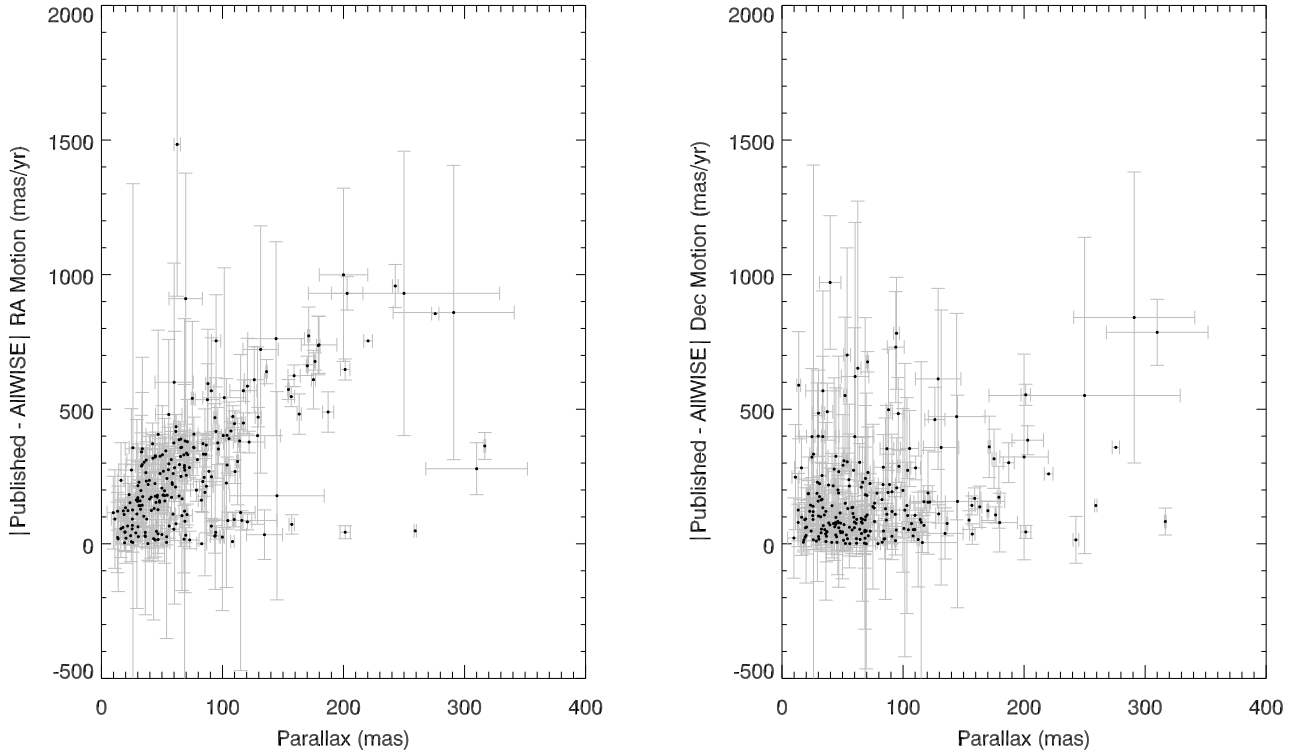 2000
1500
1000
500
0
-500
0 100 200 300 400
Parallax (mas)
|Published - AllWISE| RA Motion (mas/yr)
2000
1500
1000
500
0
-500
0 100 200 300 400
Parallax (mas)
|Published - AllWISE| Dec Motion (mas/yr)